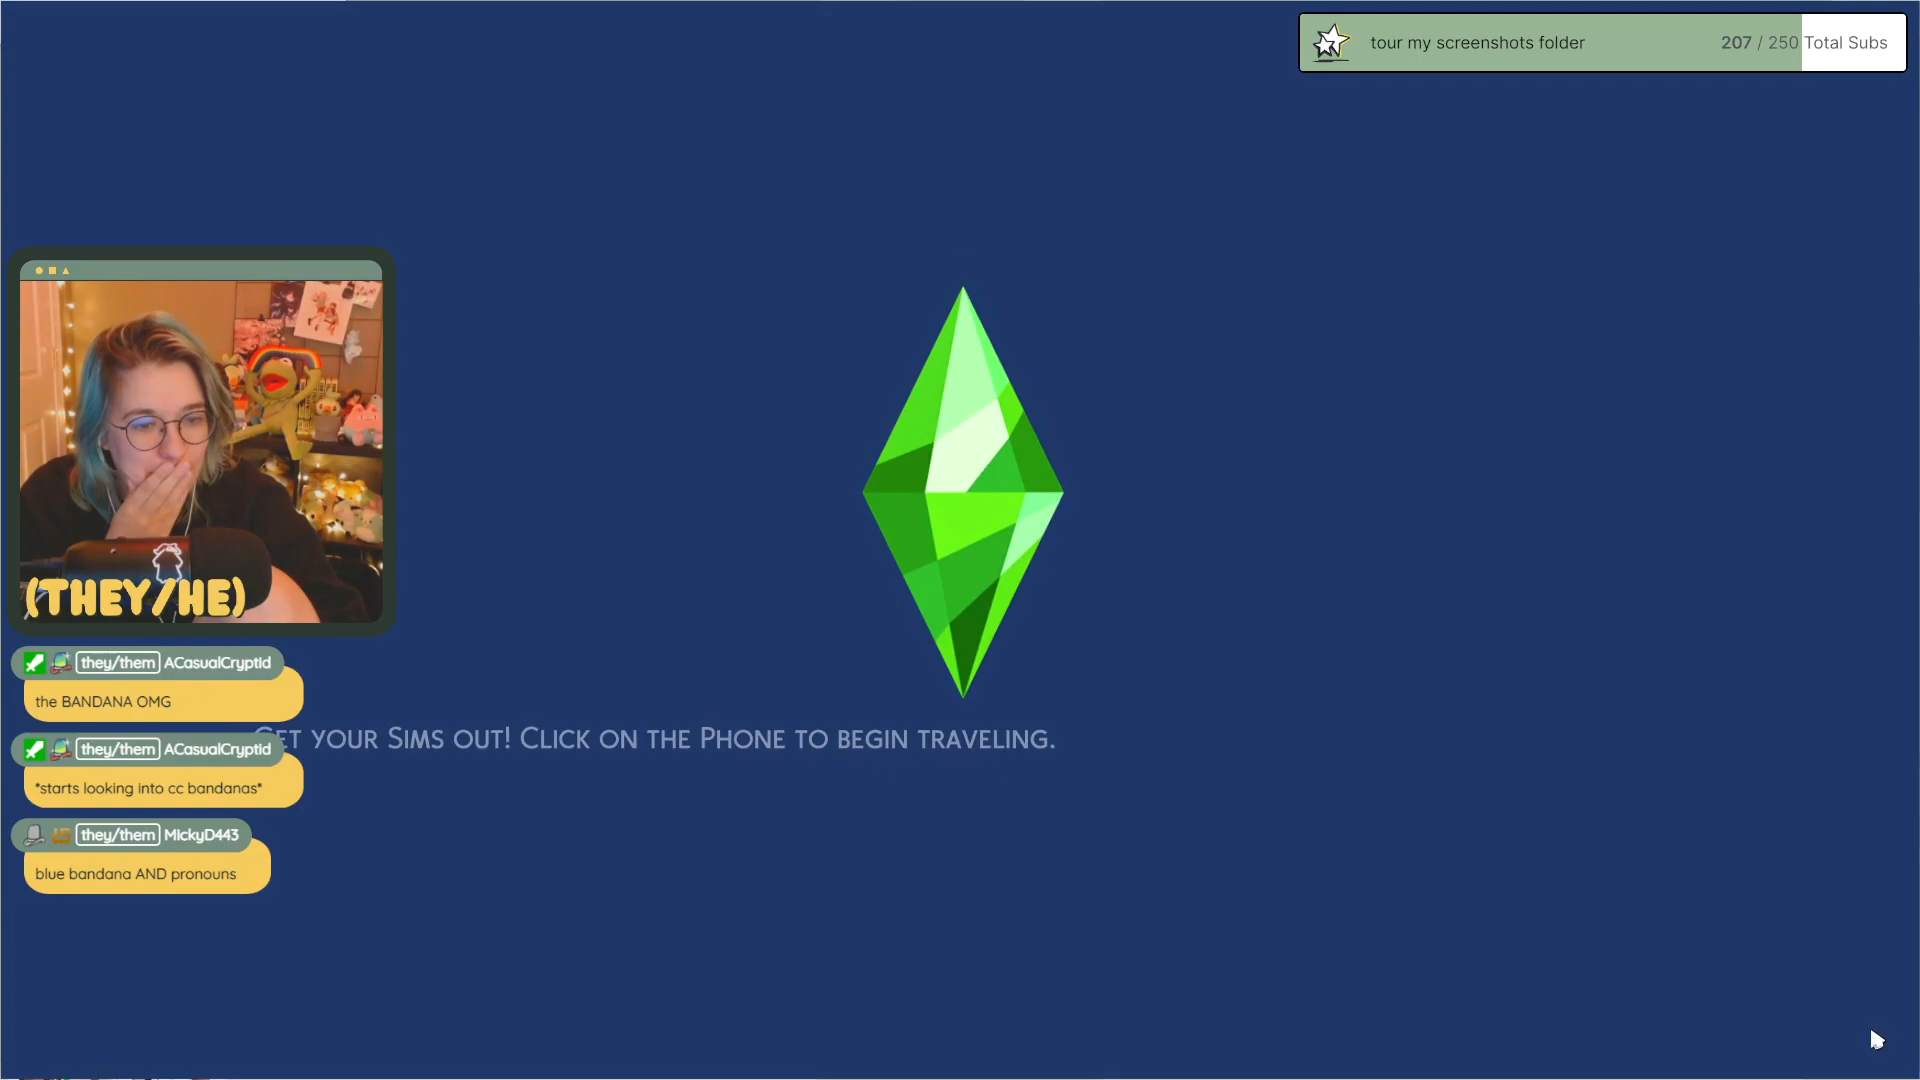 tour my screenshots folder
207 / 250 Total Subs
(THEY/HE)
they/them ACasualCryptid
the BANDANA OMG
GET YOUR SIMS OUT! CLICK ON THE PHONE TO BEGIN TRAVELING.
they/them ACasualCryptid
*starts looking into cc bandanas*
they/them MickyD443
blue bandana AND pronouns